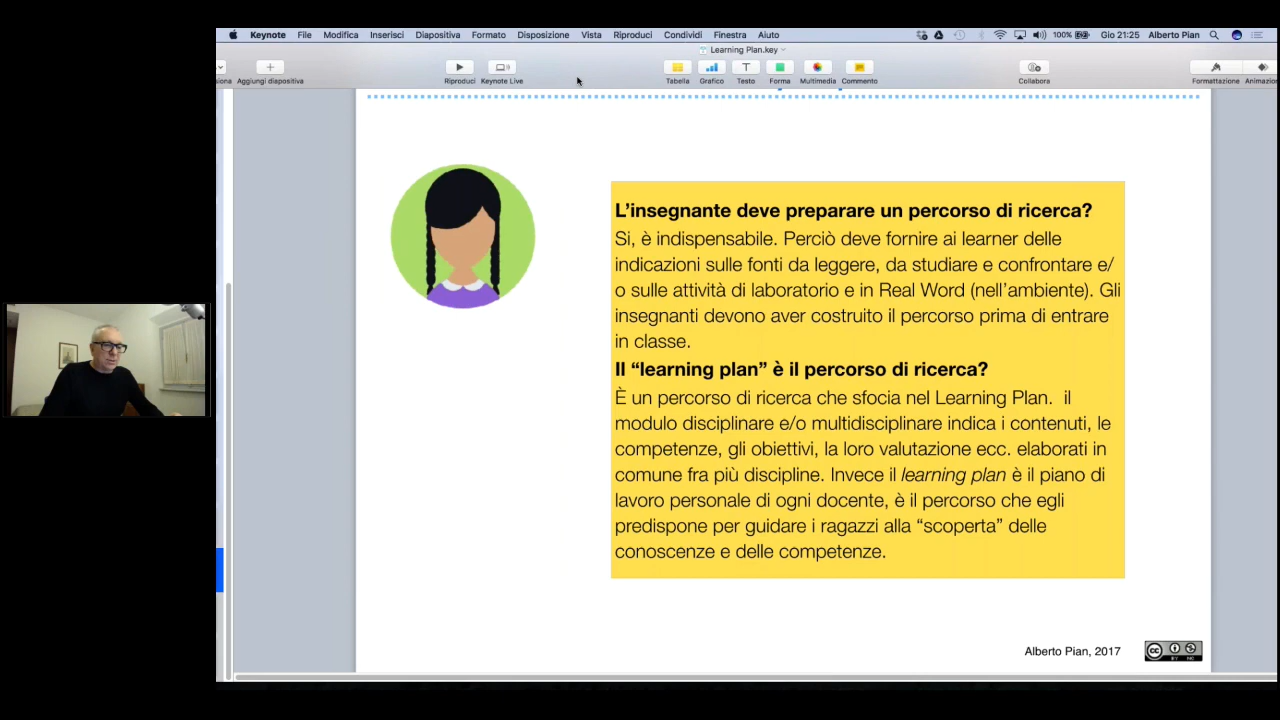 Keynote File Modifica Inserisci Diapositiva Formato Disposizione Vista Riproduci Condividi Finestra Aiuto 100% Gio 21:25 Alberto Pian
Learning Plan.key
Aggiungi diapositiva Riproduci Keynote Live Tabella Grafico Testo Forma Multimedia Commento Collabora Formattazione
L’insegnante deve preparare un percorso di ricerca?
Si, è indispensabile. Perciò deve fornire ai learner delle
indicazioni sulle fonti da leggere, da studiare e confrontare e/
o sulle attività di laboratorio e in Real Word (nell’ambiente). Gli
insegnanti devono aver costruito il percorso prima di entrare
in classe.
Il “learning plan” è il percorso di ricerca?
È un percorso di ricerca che sfocia nel Learning Plan. il
modulo disciplinare e/o multidisciplinare indica i contenuti, le
competenze, gli obiettivi, la loro valutazione ecc. elaborati in
comune fra più discipline. Invece il learning plan è il piano di
lavoro personale di ogni docente, è il percorso che egli
predispone per guidare i ragazzi alla “scoperta” delle
conoscenze e delle competenze.
Alberto Pian, 2017
cc BY NC